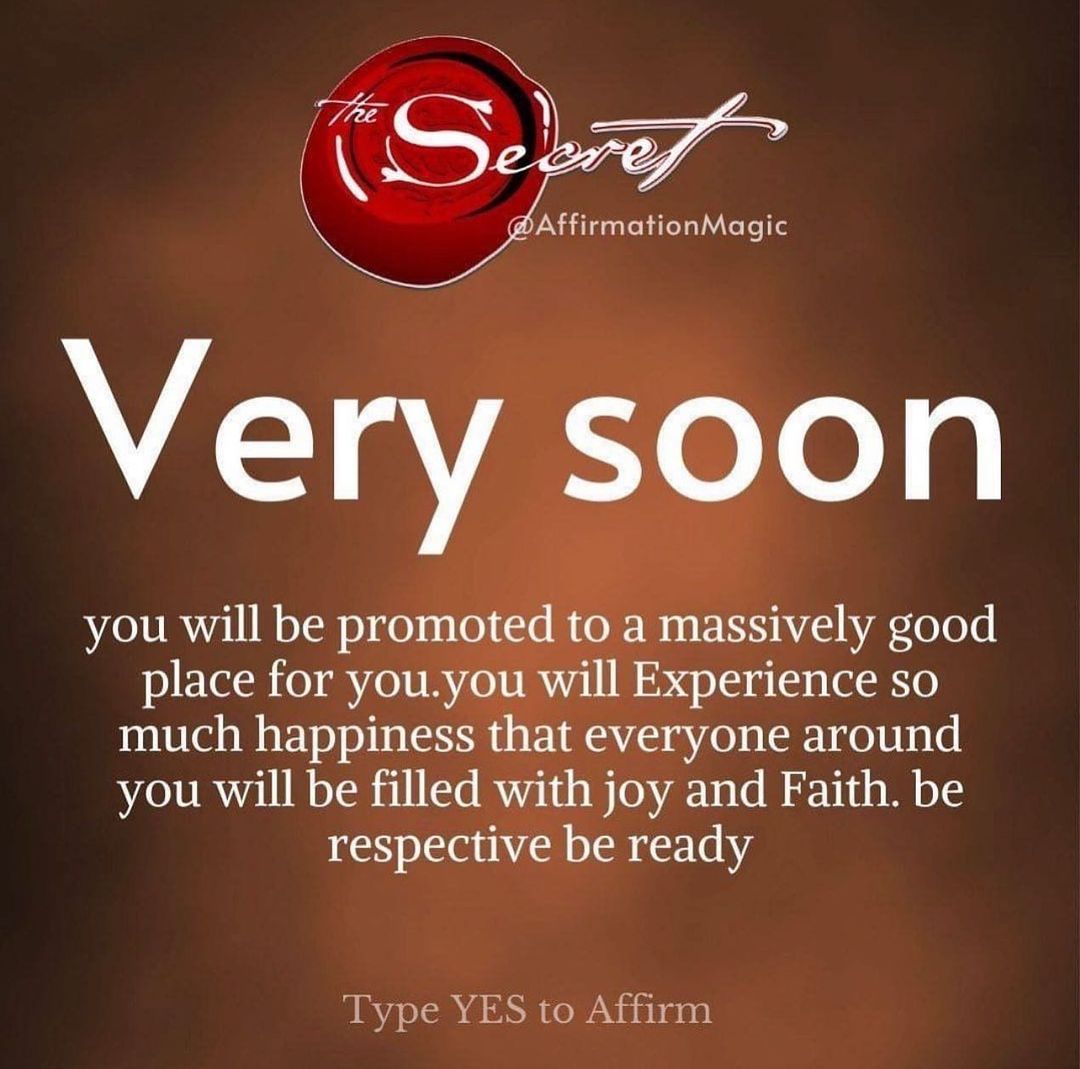 the Secret
@AffirmationMagic
Very soon
you will be promoted to a massively good
place for you.you will Experience so
much happiness that everyone around
you will be filled with joy and Faith. be
respective be ready
Type YES to Affirm